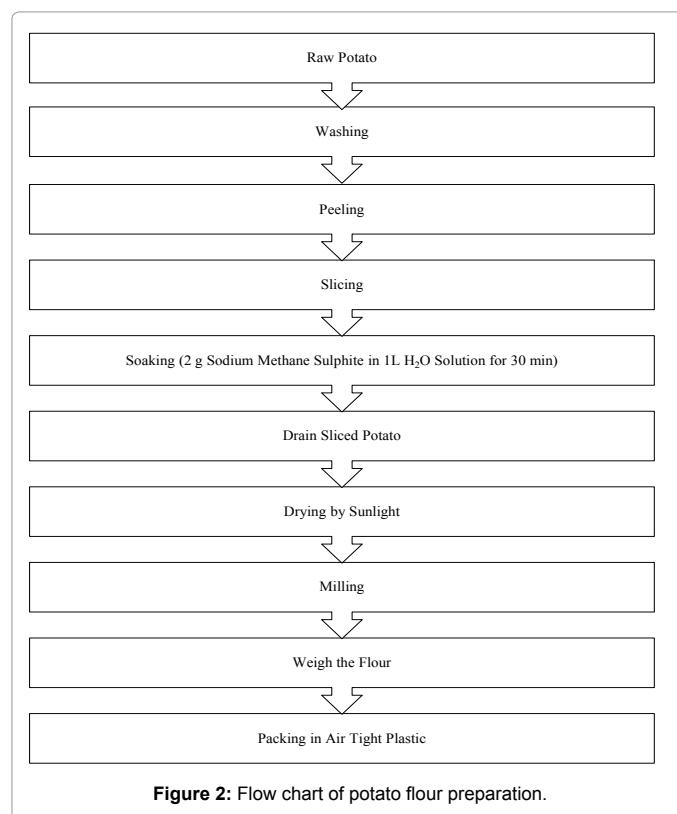 Raw Potato
Washing
Peeling
Slicing
Soaking (2 g Sodium Methane Sulphite in 1L H₂O Solution for 30 min)
Drain Sliced Potato
Drying by Sunlight
Milling
Weigh the Flour
Packing in Air Tight Plastic
Figure 2: Flow chart of potato flour preparation.